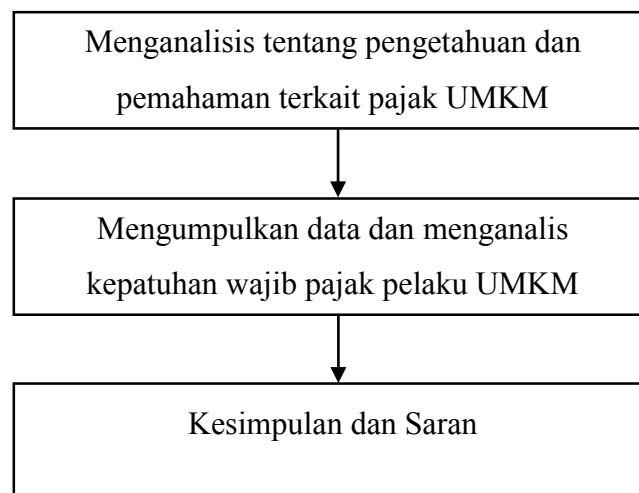 Menganalisis tentang pengetahuan dan
pemahaman terkait pajak UMKM
Mengumpulkan data dan menganalis
kepatuhan wajib pajak pelaku UMKM
Kesimpulan dan Saran